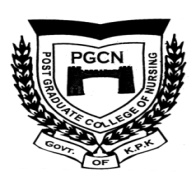 PGCN
POST GRADUATE COLLEGE OF NURSING
GOVT. OF K.P.K